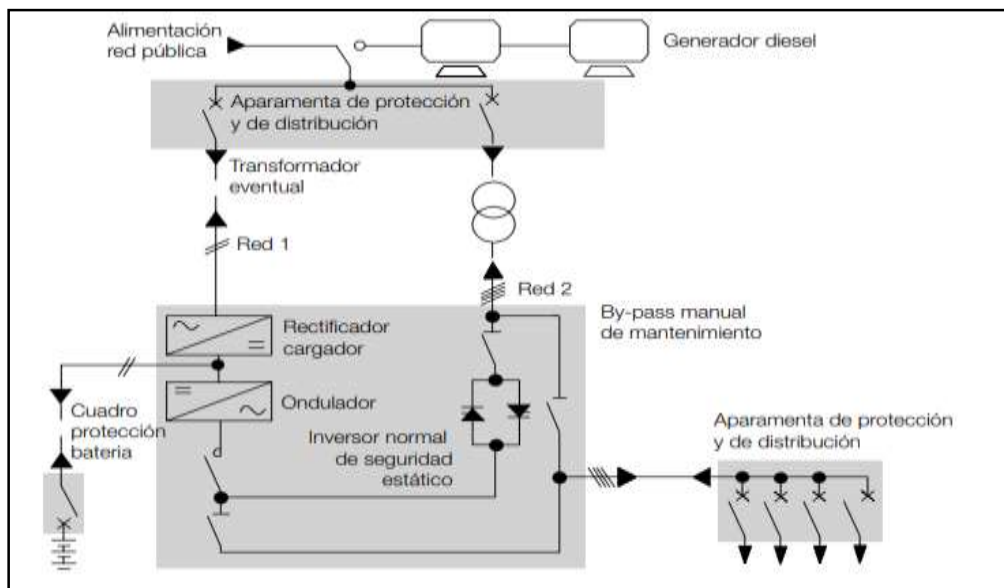 Alimentación
red pública
Generador diesel
Aparamenta de protección
y de distribución
Transformador
eventual
Red 1
Red 2
By-pass manual
de mantenimiento
Rectificador
cargador
Ondulador
Cuadro
protección
bateria
Inversor normal
de seguridad
estático
Aparamenta de protección
y de distribución